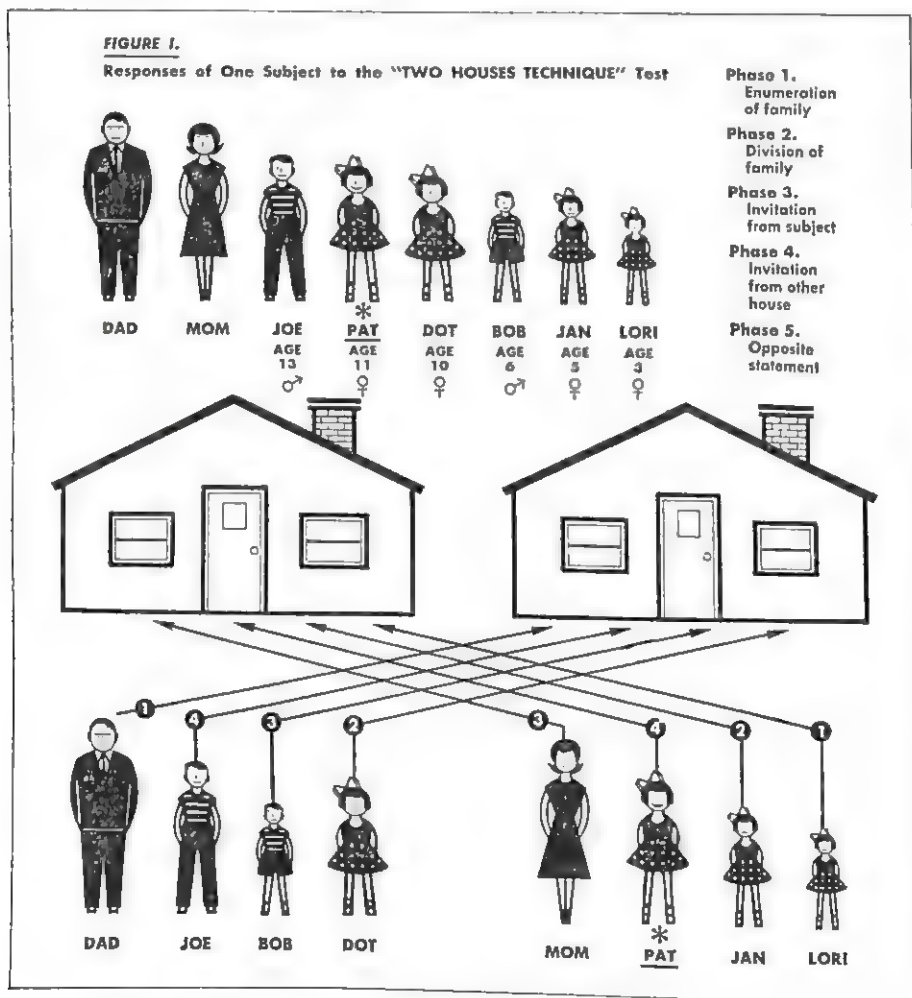 FIGURE 1.
Responses of One Subject to the "TWO HOUSES TECHNIQUE" Test
Phase 1.
Enumeration
of family
Phase 2.
Division of
family
Phase 3.
Invitation
from subject
Phase 4.
Invitation
from other
house
Phase 5.
Opposite
statement
DAD MOM JOE PAT DOT BOB JAN LORI
AGE AGE AGE AGE AGE AGE
13 11 10 6 5 3
♂ ♀ ♀ ♂ ♀ ♀
1 4 3 2 3 4 2 1
DAD JOE BOB DOT MOM PAT JAN LORI